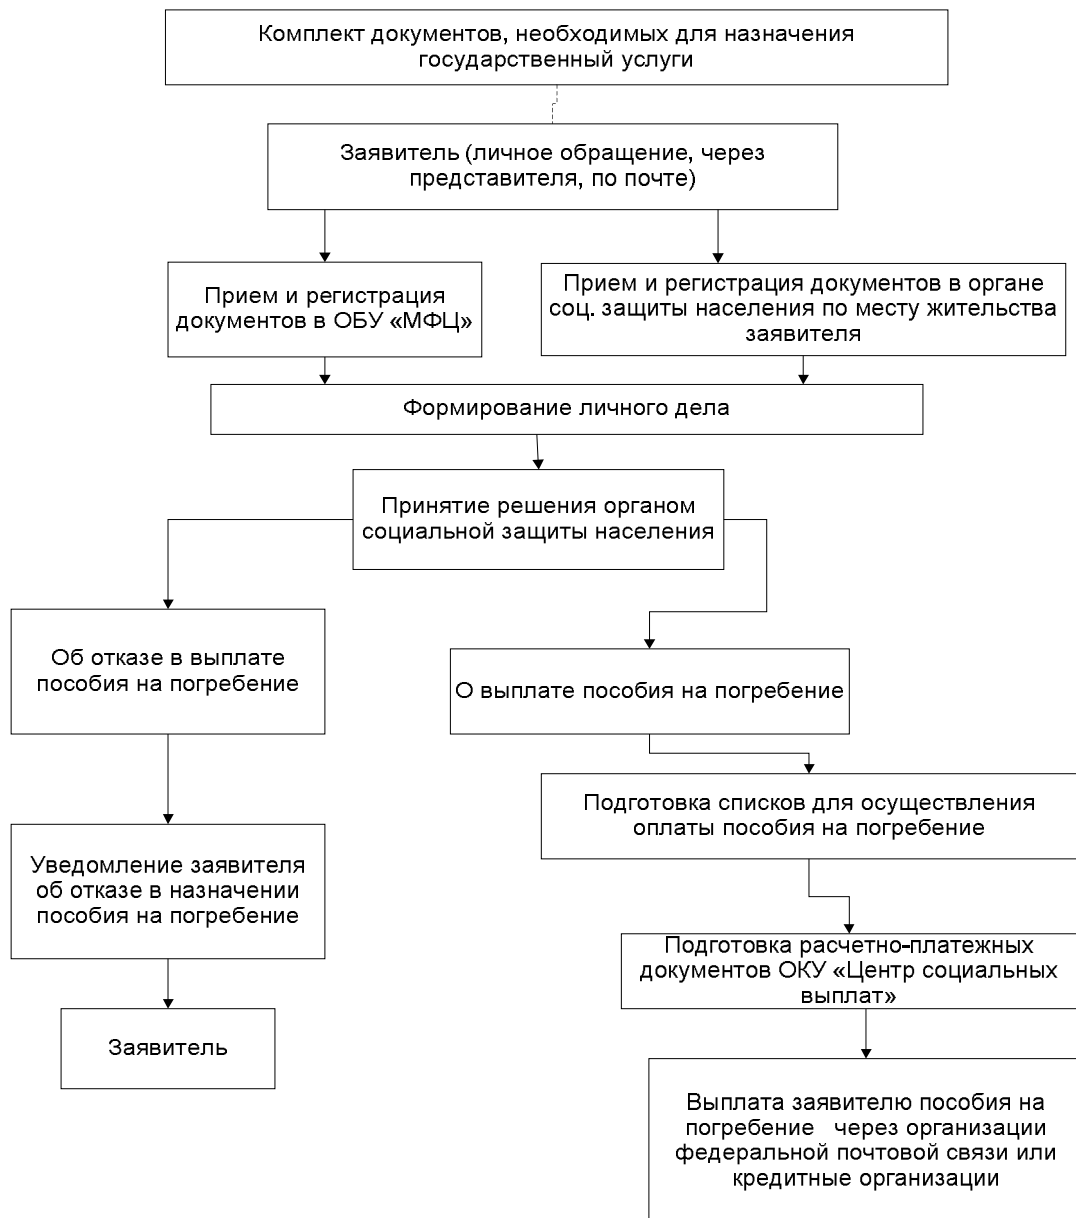 Комплект документов, необходимых для назначения
государственный услуги
Заявитель (личное обращение, через
представителя, по почте)
Прием и регистрация
документов в ОБУ «МФЦ»
Прием и регистрация документов в органе
соц. защиты населения по месту жительства
заявителя
Формирование личного дела
Принятие решения органом
социальной защиты населения
Об отказе в выплате
пособия на погребение
О выплате пособия на погребение
Подготовка списков для осуществления
оплаты пособия на погребение
Уведомление заявителя
об отказе в назначении
пособия на погребение
Подготовка расчетно-платежных
документов ОКУ «Центр социальных
выплат»
Заявитель
Выплата заявителю пособия на
погребение через организации
федеральной почтовой связи или
кредитные организации